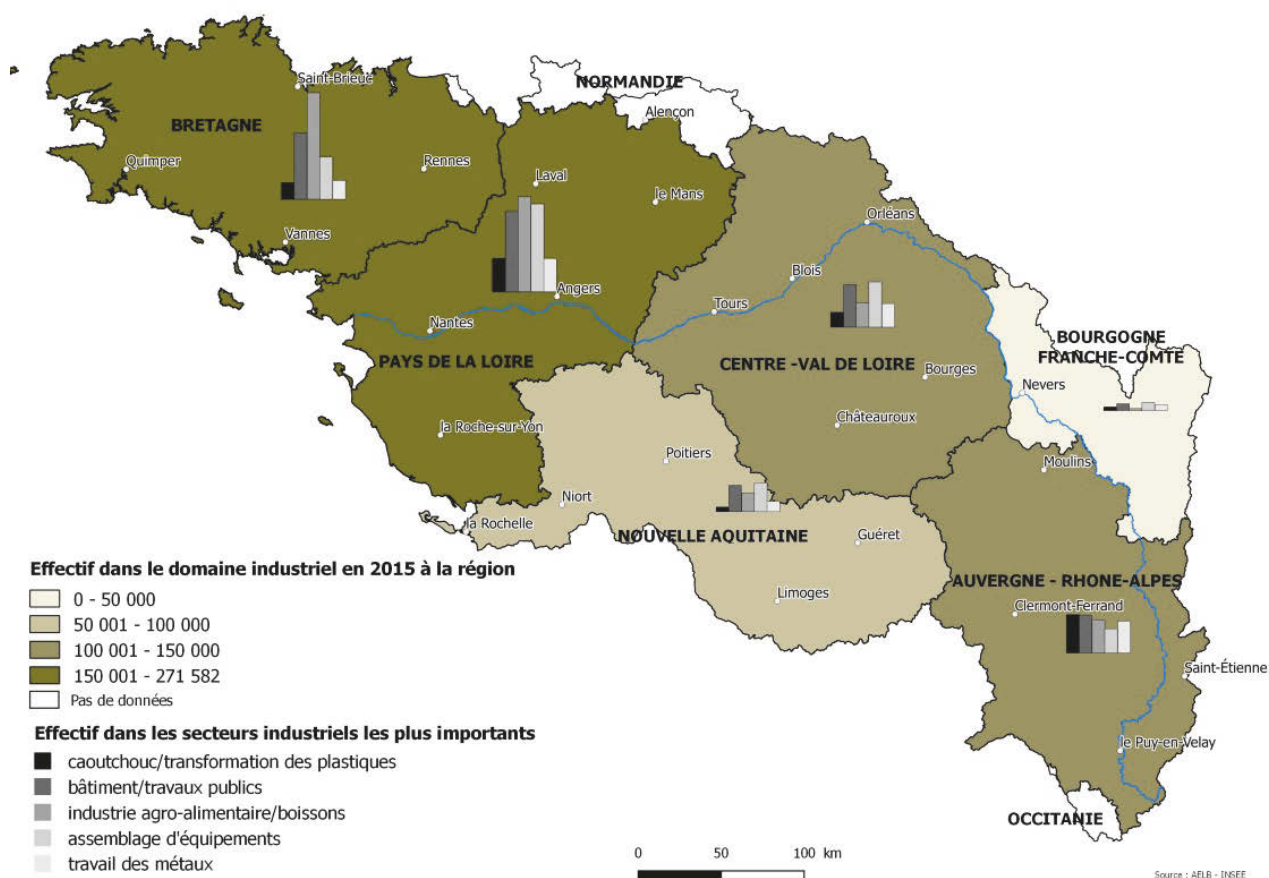 NORMANDIE
Saint-Brieuc
Alençon
BRETAGNE
Quimper
Rennes
Laval
le Mans
Vannes
Orléans
Blois
Angers
Tours
Nantes
PAYS DE LA LOIRE
CENTRE -VAL DE LOIRE
Bourges
BOURGOGNE
FRANCHE-COMTE
Nevers
Châteauroux
la Roche-sur-Yon
Poitiers
Moulins
Niort
la Rochelle
NOUVELLE AQUITAINE
Guéret
Limoges
AUVERGNE - RHONE-ALPES
Clermont-Ferrand
Saint-Étienne
le Puy-en-Velay
OCCITANIE
Effectif dans le domaine industriel en 2015 à la région
0 - 50 000
50 001 - 100 000
100 001 - 150 000
150 001 - 271 582
Pas de données
Effectif dans les secteurs industriels les plus importants
caoutchouc/transformation des plastiques
bâtiment/travaux publics
industrie agro-alimentaire/boissons
assemblage d'équipements
travail des métaux
0 50 100 km
Source : AELB - INSEE